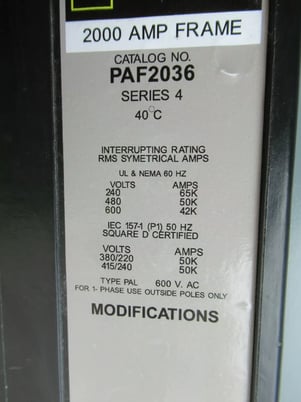 2000 AMP FRAME
CATALOG NO.
PAF2036
SERIES 4
40°C
INTERRUPTING RATING
RMS SYMETRICAL AMPS
UL & NEMA 60 HZ
VOLTS AMPS
240 65K
480 50K
600 42K
IEC 157-1 (P1) 50 HZ
SQUARE D CERTIFIED
VOLTS AMPS
380/220 50K
415/240 50K
TYPE PAL 600 V. AC
FOR 1- PHASE USE OUTSIDE POLES ONLY
MODIFICATIONS